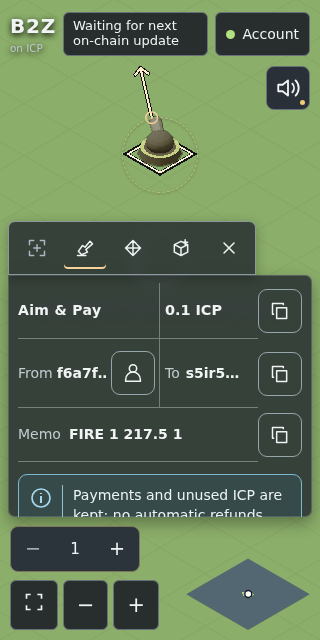 B2Z
on ICP
Waiting for next
on-chain update
Account
Aim & Pay
0.1 ICP
From f6a7f..
To s5ir5...
Memo FIRE 1 217.5 1
Payments and unused ICP are
kept; no automatic refunds
1